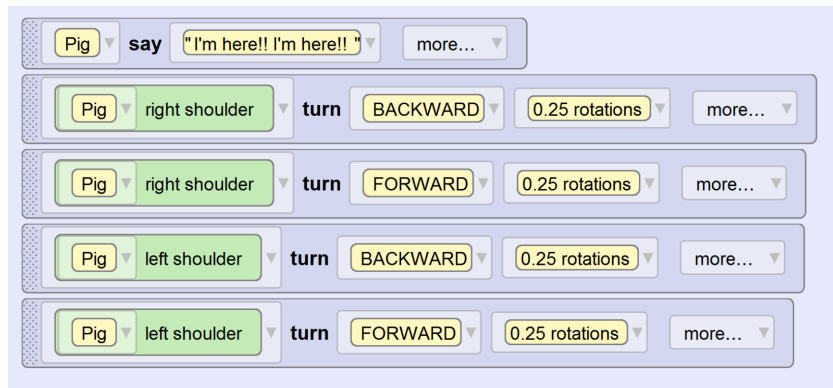 Pig say "I'm here!! I'm here!! " more...
Pig right shoulder turn BACKWARD 0.25 rotations more...
Pig right shoulder turn FORWARD 0.25 rotations more...
Pig left shoulder turn BACKWARD 0.25 rotations more...
Pig left shoulder turn FORWARD 0.25 rotations more...